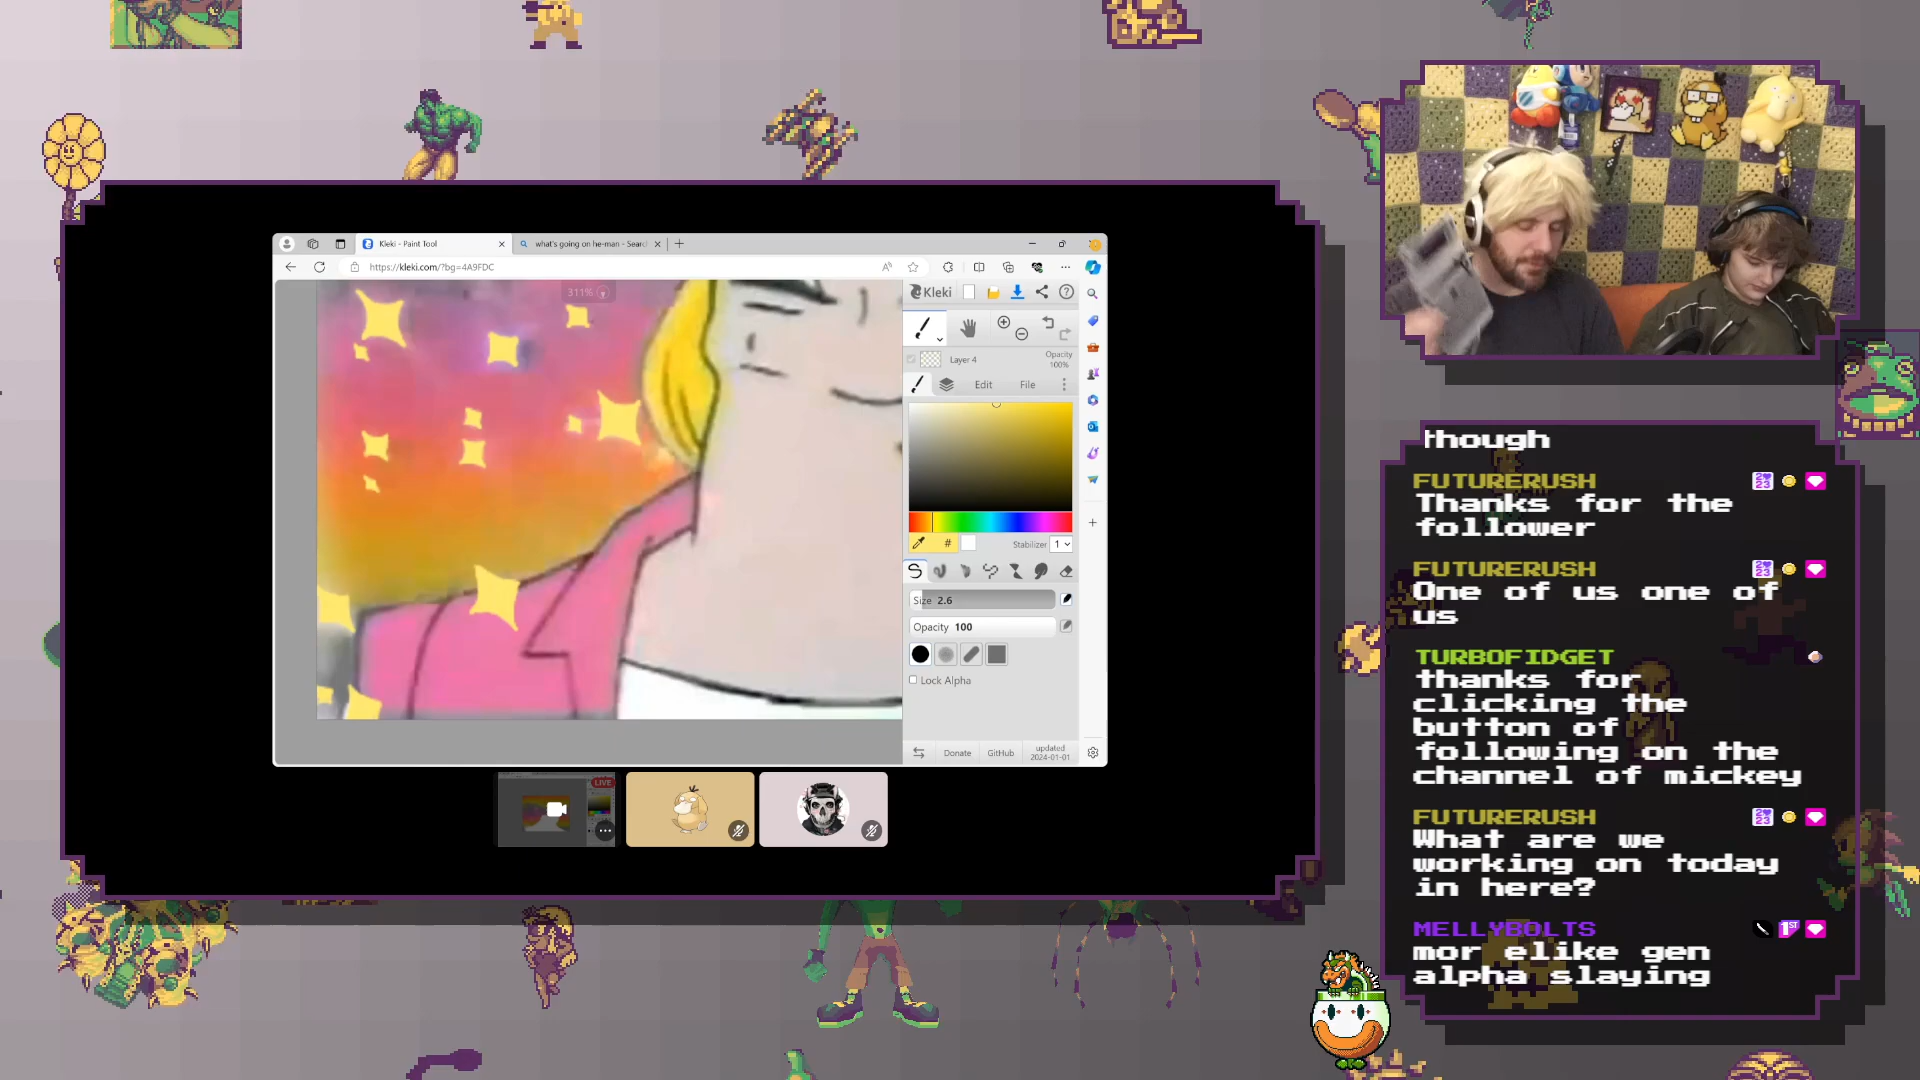 Kleki - Paint Tool
what's going on he-man - Searc
https://kleki.com/?bg=4A9FDC
311%
Kleki
Layer 4
Opacity
100%
Edit
File
#
Stabilizer 1
Size 2.6
Opacity 100
Lock Alpha
Donate
GitHub
updated
2024-01-01
LIVE
though
FUTURERUSH
Thanks for the
follower
FUTURERUSH
One of us one of
us
TURBOFIDGET
thanks for
clicking the
button of
following on the
channel of mickey
FUTURERUSH
What are we
working on today
in here?
MELLYBOLTS
1ST
mor elike gen
alpha slaying